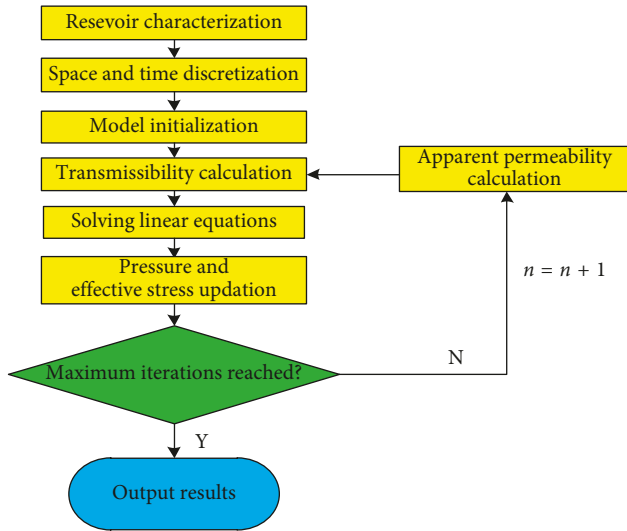 Resevoir characterization
Space and time discretization
Model initialization
Transmissibility calculation
Apparent permeability
calculation
Solving linear equations
Pressure and
effective stress updation
n = n + 1
Maximum iterations reached?
N
Y
Output results